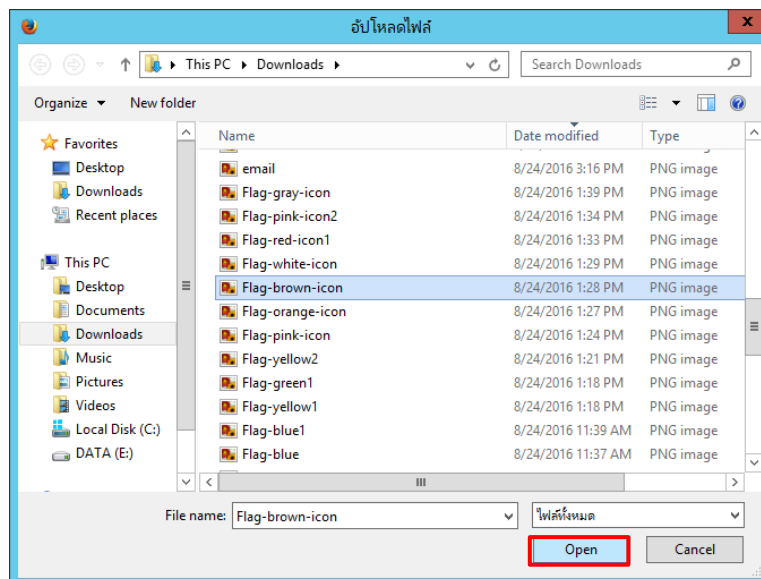 อัปโหลดไฟล์
This PC Downloads Search Downloads
Organize New folder
Name Date modified Type
Favorites
Desktop
Downloads
Recent places
This PC
Desktop
Documents
Downloads
Music
Pictures
Videos
Local Disk (C:)
DATA (E:)
email 8/24/2016 3:16 PM PNG image
Flag-gray-icon 8/24/2016 1:39 PM PNG image
Flag-pink-icon2 8/24/2016 1:34 PM PNG image
Flag-red-icon1 8/24/2016 1:33 PM PNG image
Flag-white-icon 8/24/2016 1:29 PM PNG image
Flag-brown-icon 8/24/2016 1:28 PM PNG image
Flag-orange-icon 8/24/2016 1:27 PM PNG image
Flag-pink-icon 8/24/2016 1:24 PM PNG image
Flag-yellow2 8/24/2016 1:21 PM PNG image
Flag-green1 8/24/2016 1:18 PM PNG image
Flag-yellow1 8/24/2016 1:18 PM PNG image
Flag-blue1 8/24/2016 11:39 AM PNG image
Flag-blue 8/24/2016 11:37 AM PNG image
File name: Flag-brown-icon ไฟล์ทั้งหมด
Open Cancel